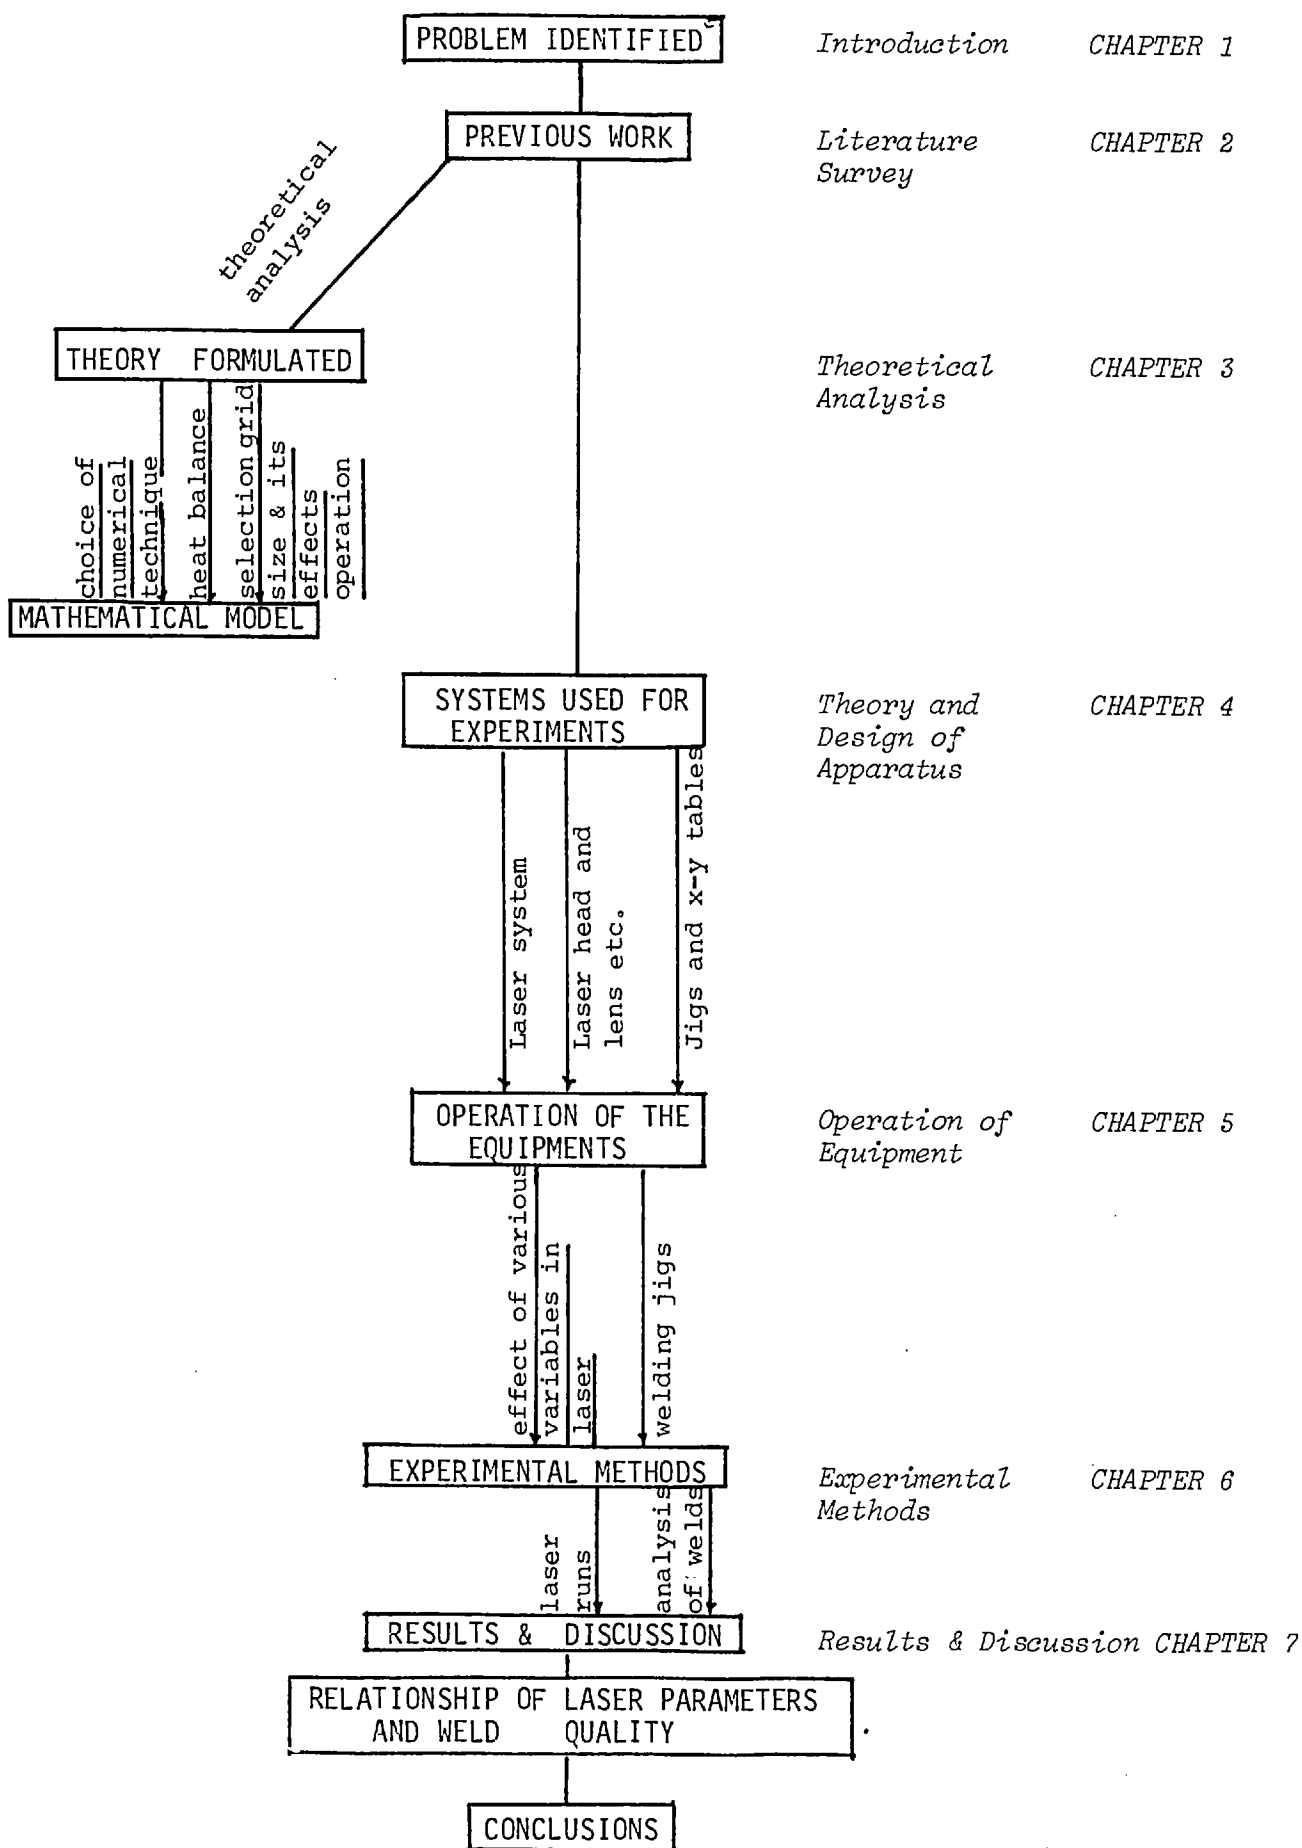 PROBLEM IDENTIFIED
Introduction CHAPTER 1
PREVIOUS WORK
Literature CHAPTER 2
Survey
theoretical
analysis
THEORY FORMULATED
Theoretical CHAPTER 3
Analysis
choice of
numerical
technique
heat balance
selection grid
size & its
effects
operation
MATHEMATICAL MODEL
SYSTEMS USED FOR
EXPERIMENTS
Theory and CHAPTER 4
Design of
Apparatus
Laser system
Laser head and
lens etc.
Jigs and x-y tables
OPERATION OF THE
EQUIPMENTS
Operation of CHAPTER 5
Equipment
effect of various
variables in
laser
welding jigs
EXPERIMENTAL METHODS
Experimental CHAPTER 6
Methods
laser
runs
analysis
of welds
RESULTS & DISCUSSION
Results & Discussion CHAPTER 7
RELATIONSHIP OF LASER PARAMETERS
AND WELD QUALITY
CONCLUSIONS